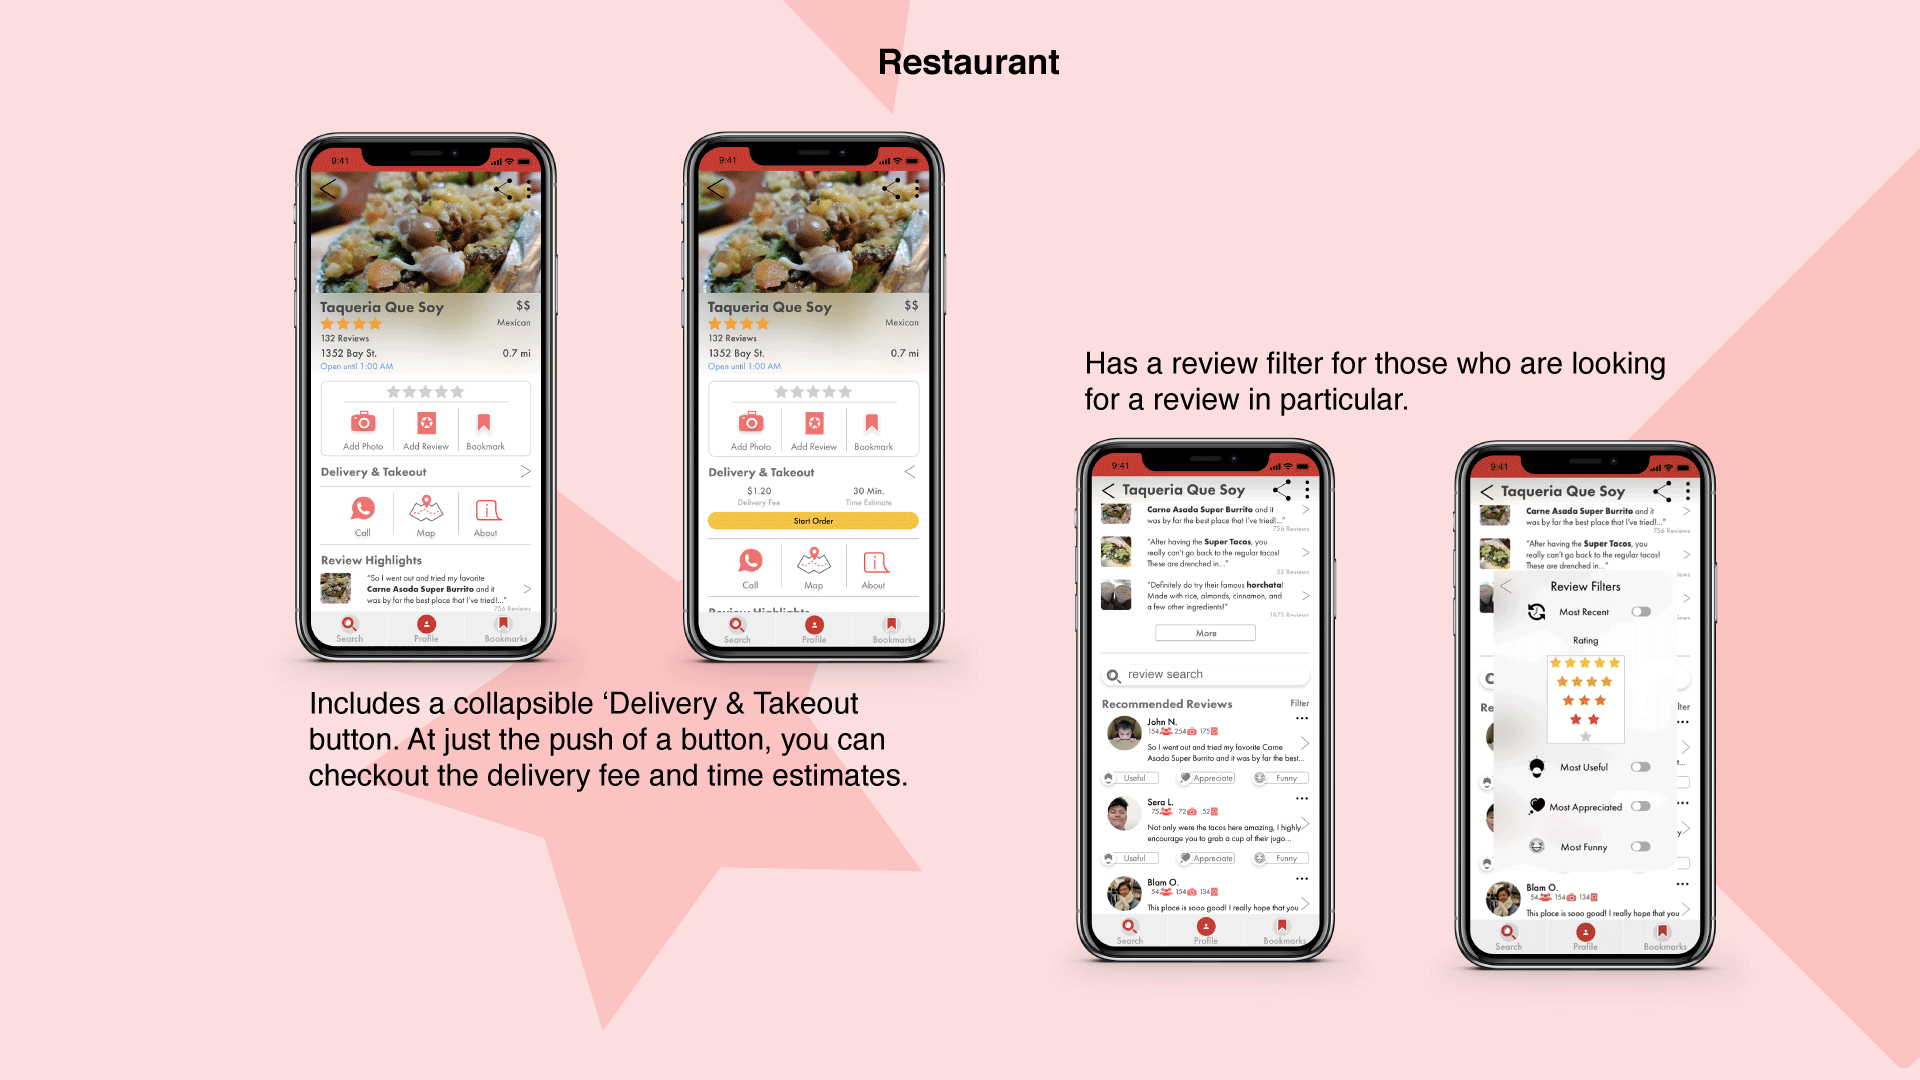 Restaurant
9:41
Taqueria Que Soy
$$
Mexican
132 Reviews
1352 Bay St.
0.7 mi
Open until 1:00 AM
Add Photo
Add Review
Bookmark
Delivery & Takeout
Call
Map
About
Review Highlights
"So I went out and tried my favorite
Carne Asada Super Burrito and it
was by far the best place that I've tried!..."
756 Reviews
Search
Profile
Bookmarks
9:41
Taqueria Que Soy
$$
Mexican
132 Reviews
1352 Bay St.
0.7 mi
Open until 1:00 AM
Add Photo
Add Review
Bookmark
Delivery & Takeout
$1.20
30 Min.
Delivery Fee
Time Estimate
Start Order
Call
Map
About
Review Highlights
Search
Profile
Bookmarks
Includes a collapsible ‘Delivery & Takeout
button. At just the push of a button, you can
checkout the delivery fee and time estimates.
Has a review filter for those who are looking
for a review in particular.
9:41
Taqueria Que Soy
Carne Asada Super Burrito and it
was by far the best place that I've tried!..."
756 Reviews
"After having the Super Tacos, you
really can't go back to the regular tacos!
These are drenched in..."
52 Reviews
"Definitely do try their famous horchata!
Made with rice, almonds, cinnamon, and
a few other ingredients!"
1873 Reviews
More
review search
Recommended Reviews
Filter
John N.
154 254 175
So I went out and tried my favorite Carne
Asada Super Burrito and it was by far the best...
Useful
Appreciate
Funny
Sera L.
75 72 52
Not only were the tacos here amazing, I highly
encourage you to grab a cup of their jugo...
Useful
Appreciate
Funny
Blam O.
54 154 134
This place is sooo good! I really hope that you
Search
Profile
Bookmarks
9:41
Taqueria Que Soy
Carne Asada Super Burrito and it
was by far the best place that I've tried!..."
756 Reviews
"After having the Super Tacos, you
really can't go back to the regular tacos!
These are drenched in..."
Review Filters
Most Recent
Rating
Most Useful
Most Appreciated
Most Funny
Blam O.
54 154 134
This place is sooo good! I really hope that you
Search
Profile
Bookmarks